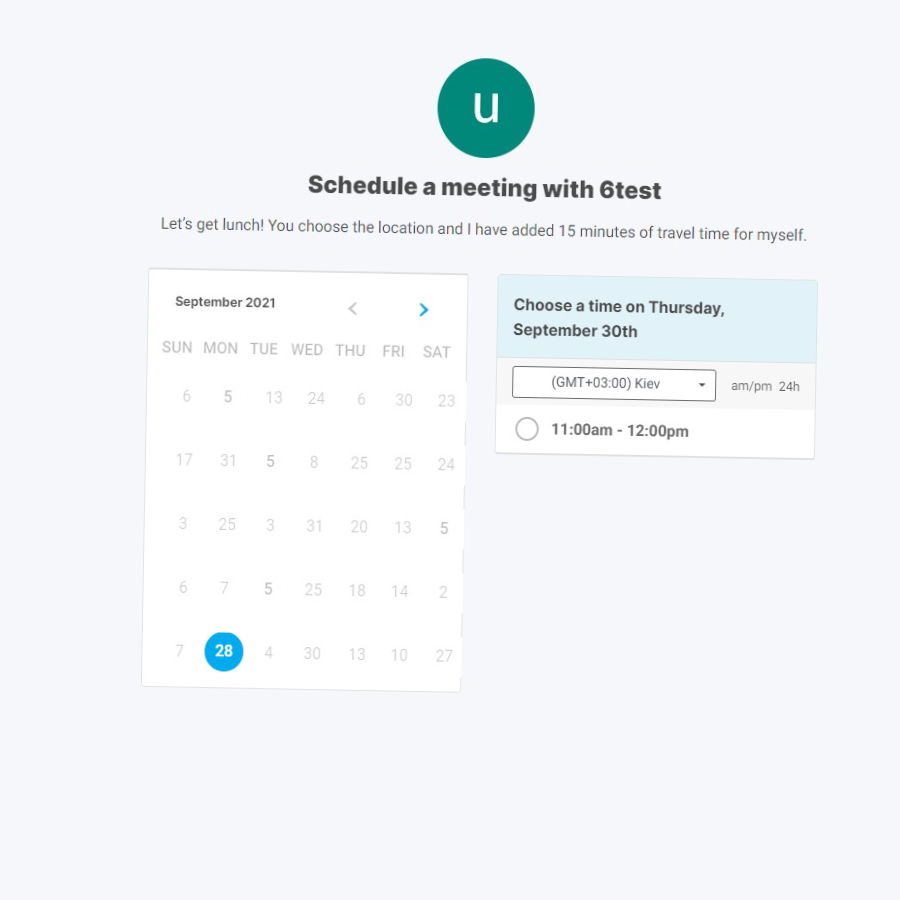 u
Schedule a meeting with 6test
Let's get lunch! You choose the location and I have added 15 minutes of travel time for myself.
September 2021
SUN MON TUE WED THU FRI SAT
6 5 13 24 6 30 23
17 31 5 8 25 25 24
3 25 3 31 20 13 5
6 7 5 25 18 14 2
7 28 4 30 13 10 27
Choose a time on Thursday,
September 30th
(GMT+03:00) Kiev am/pm 24h
11:00am - 12:00pm